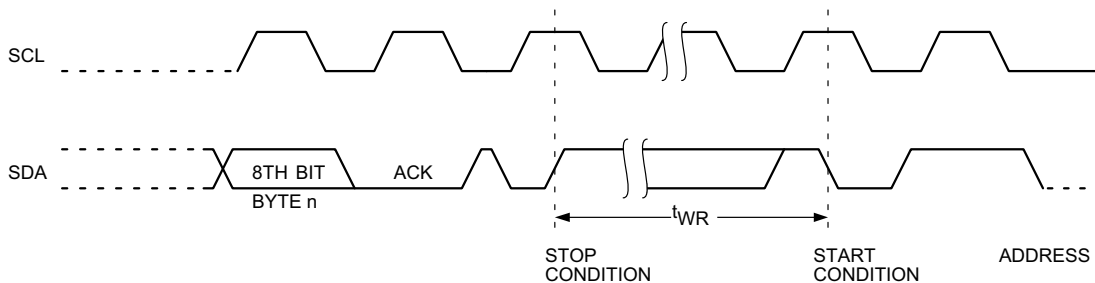 SCL
SDA
8TH BIT
ACK
BYTE n
tWR
STOP
CONDITION
START
CONDITION
ADDRESS